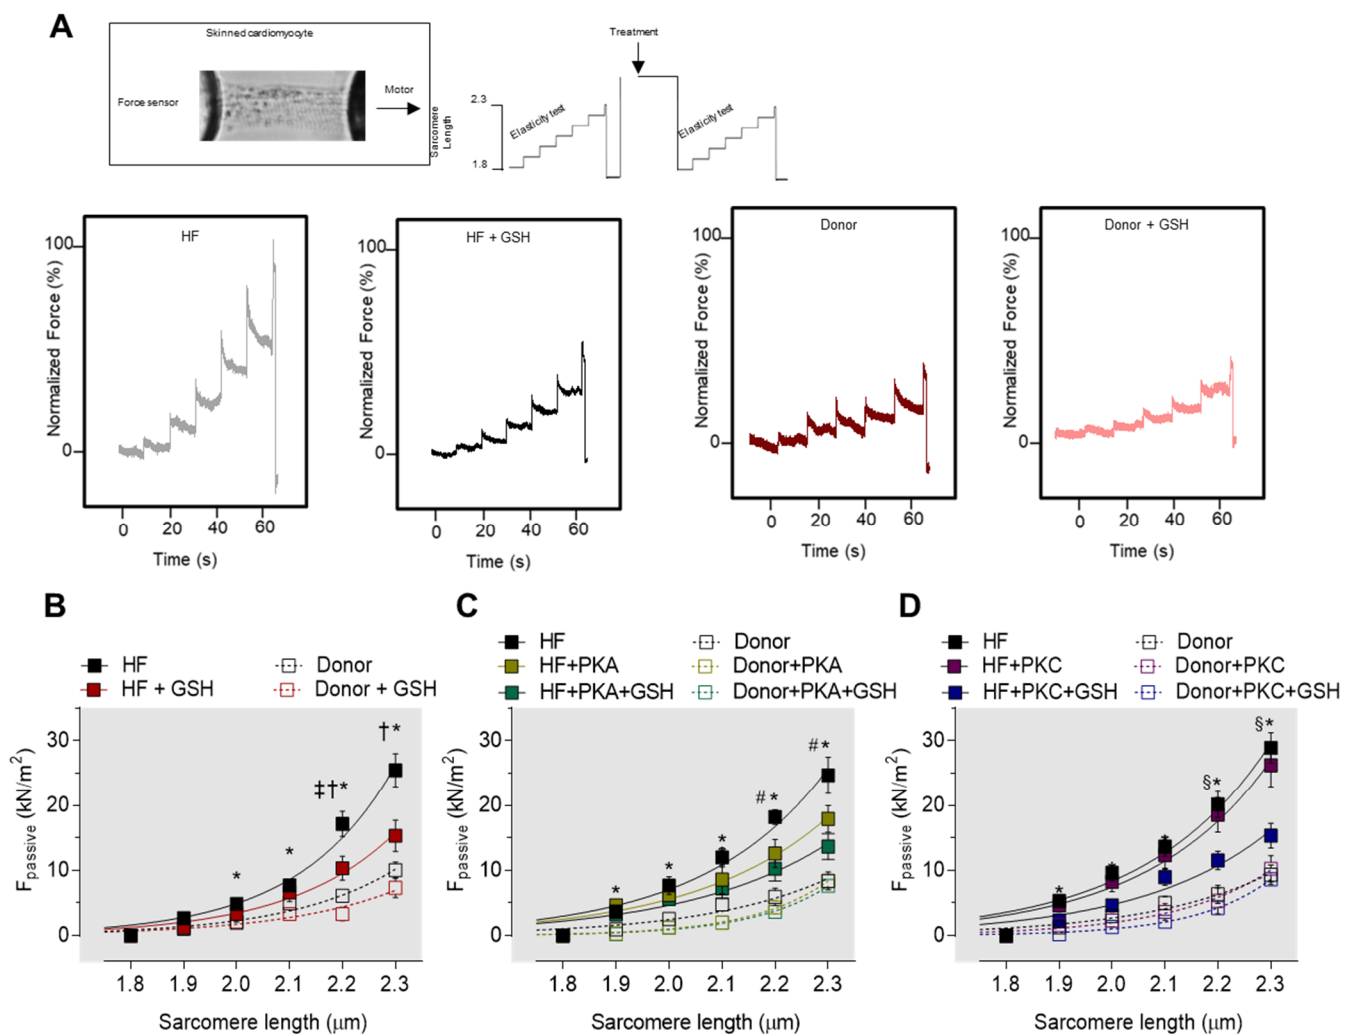 A
Skinned cardiomyocyte
Force sensor
Motor
Sarcomere
Length
2.3
1.8
Elasticity test
Treatment
Elasticity test
HF
Normalized Force (%)
100
0
0 20 40 60
Time (s)
HF + GSH
Normalized Force (%)
100
0
0 20 40 60
Time (s)
Donor
Normalized Force (%)
100
0
0 20 40 60
Time (s)
Donor + GSH
Normalized Force (%)
100
0
0 20 40 60
Time (s)
B
HF Donor
HF + GSH Donor + GSH
Fpassive (kN/m²)
30
20
10
0
*
*
‡†*
†*
1.8 1.9 2.0 2.1 2.2 2.3
Sarcomere length (μm)
C
HF Donor
HF+PKA Donor+PKA
HF+PKA+GSH Donor+PKA+GSH
Fpassive (kN/m²)
30
20
10
0
*
*
*
#*
#*
1.8 1.9 2.0 2.1 2.2 2.3
Sarcomere length (μm)
D
HF Donor
HF+PKC Donor+PKC
HF+PKC+GSH Donor+PKC+GSH
Fpassive (kN/m²)
30
20
10
0
*
*
*
§*
§*
1.8 1.9 2.0 2.1 2.2 2.3
Sarcomere length (μm)